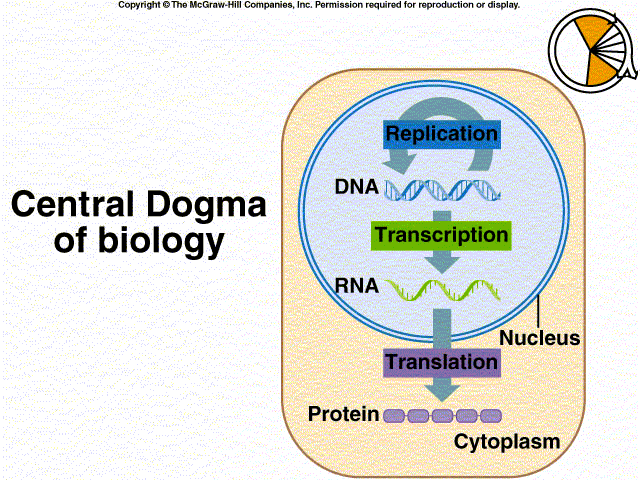 Copyright © The McGraw-Hill Companies, Inc. Permission required for reproduction or display.
Central Dogma
of biology
Replication
DNA
Transcription
RNA
Nucleus
Translation
Protein
Cytoplasm